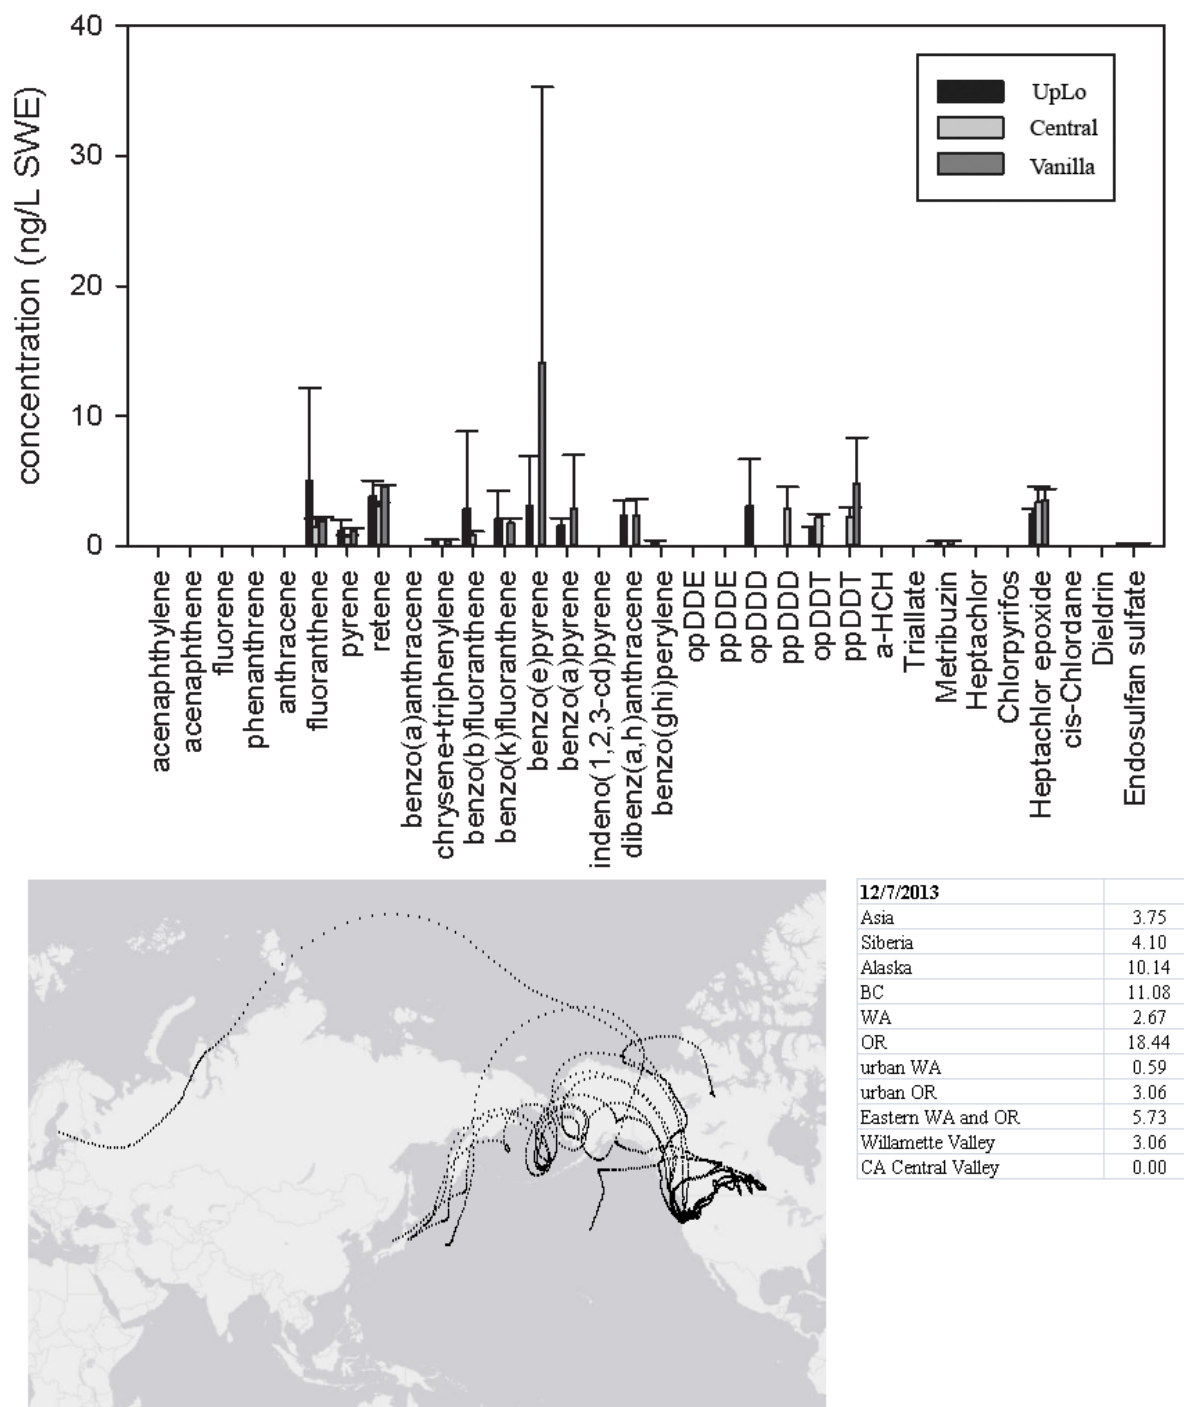 40
30
20
10
0
concentration (ng/L SWE)
UpLo
Central
Vanilla
acenaphthylene
acenaphthene
fluorene
phenanthrene
anthracene
fluoranthene
pyrene
retene
benzo(a)anthracene
chrysene+triphenylene
benzo(b)fluoranthene
benzo(k)fluoranthene
benzo(e)pyrene
benzo(a)pyrene
indeno(1,2,3-cd)pyrene
dibenz(a,h)anthracene
benzo(ghi)perylene
opDDE
ppDDE
opDDD
ppDDD
opDDT
ppDDT
a-HCH
Triallate
Metribuzin
Heptachlor
Chlorpyrifos
Heptachlor epoxide
cis-Chlordane
Dieldrin
Endosulfan sulfate
12/7/2013
Asia 3.75
Siberia 4.10
Alaska 10.14
BC 11.08
WA 2.67
OR 18.44
urban WA 0.59
urban OR 3.06
Eastern WA and OR 5.73
Willamette Valley 3.06
CA Central Valley 0.00